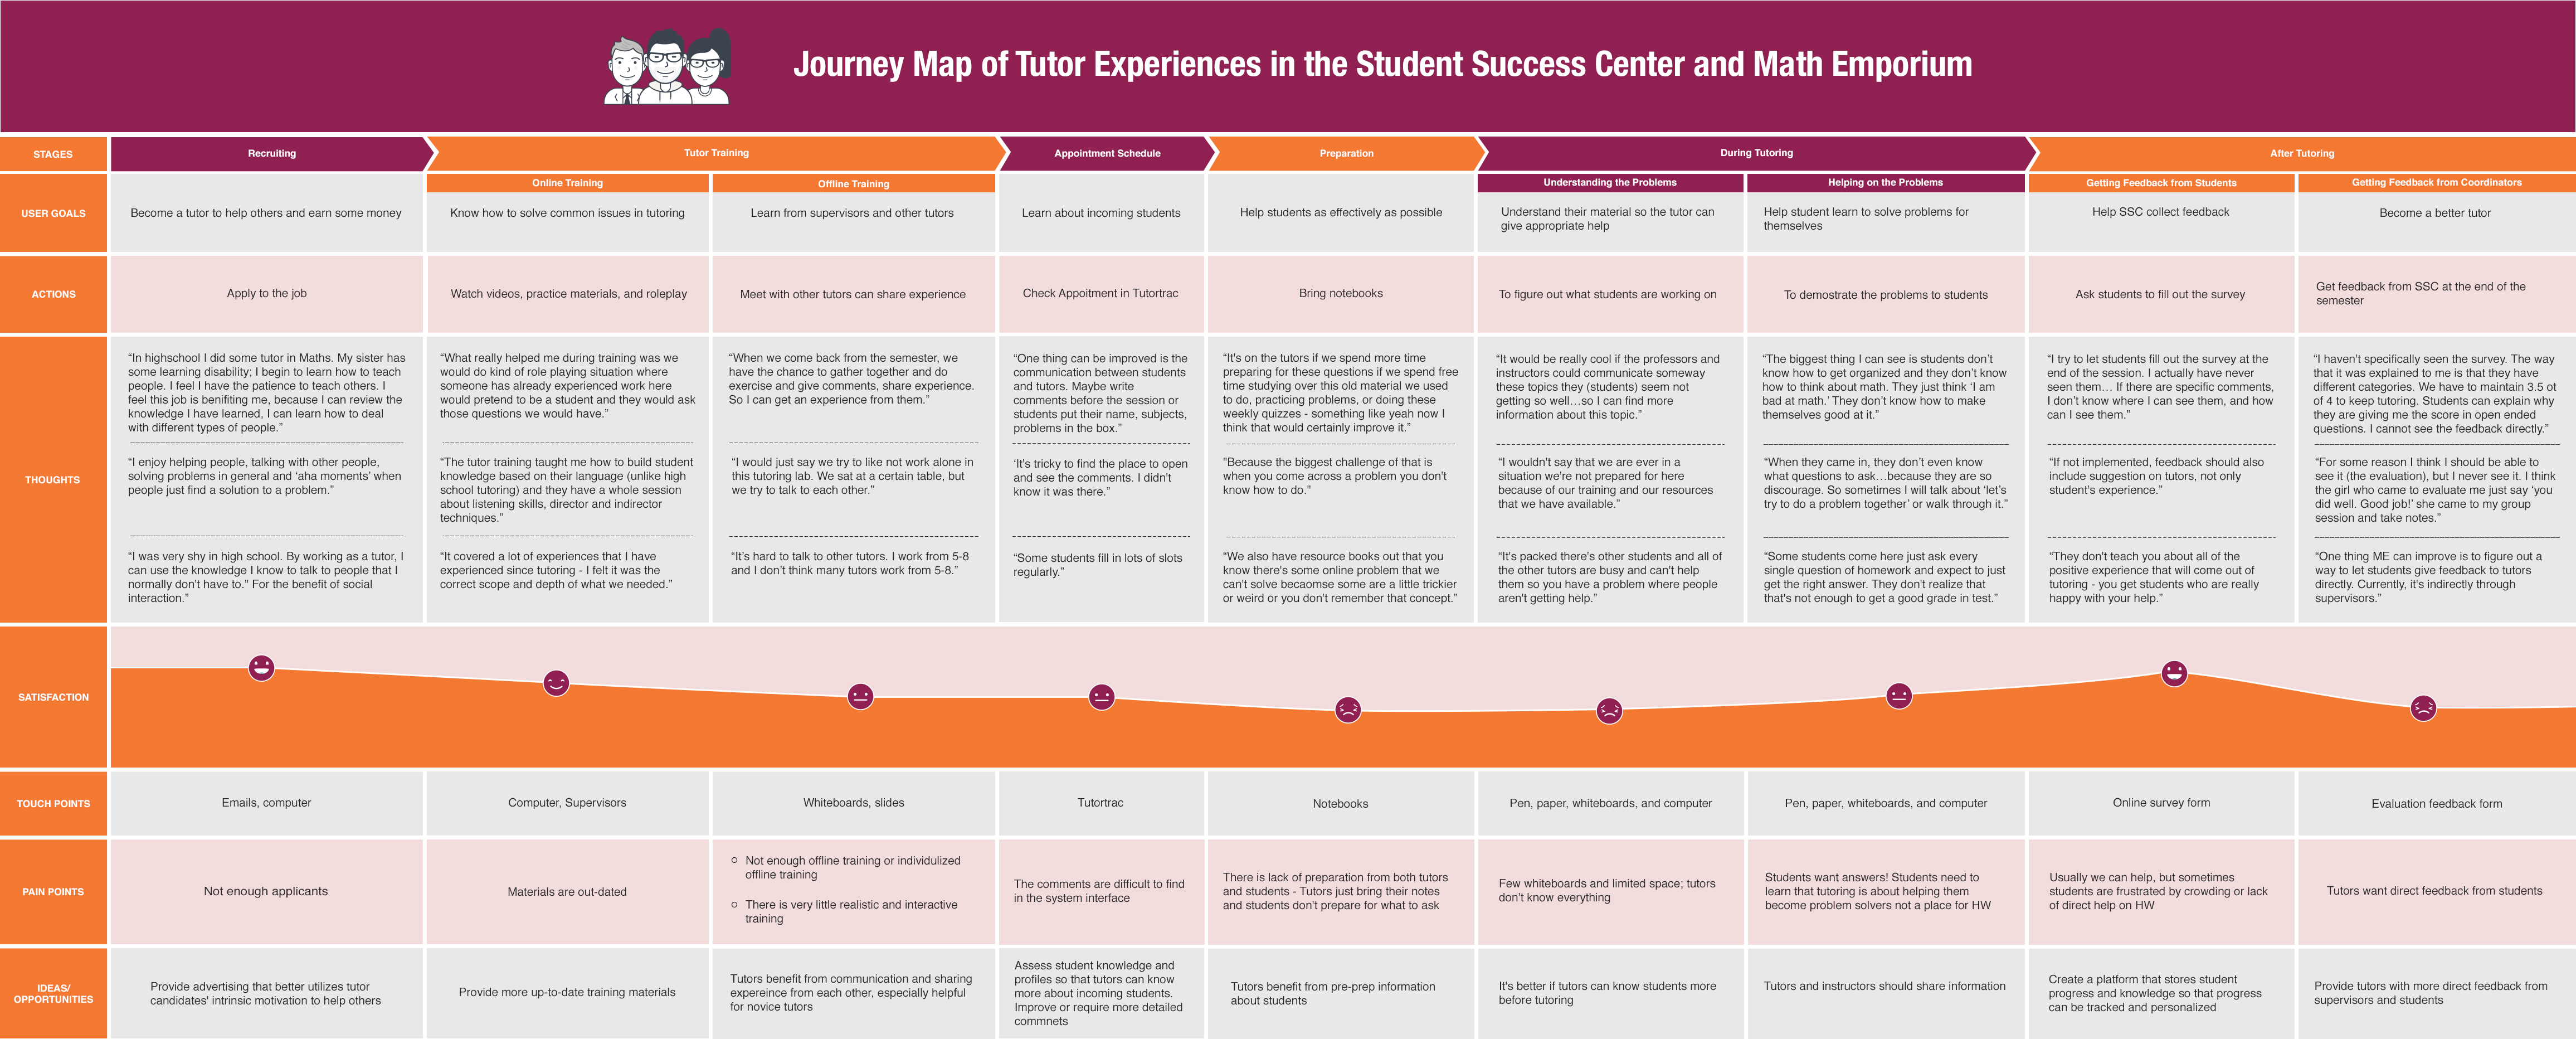 Journey Map of Tutor Experiences in the Student Success Center and Math Emporium
STAGES
Recruiting
Tutor Training
Appointment Schedule
Preparation
During Tutoring
After Tutoring
Online Training
Offline Training
Understanding the Problems
Helping on the Problems
Getting Feedback from Students
Getting Feedback from Coordinators
USER GOALS
Become a tutor to help others and earn some money
Know how to solve common issues in tutoring
Learn from supervisors and other tutors
Learn about incoming students
Help students as effectively as possible
Understand their material so the tutor can
give appropriate help
Help student learn to solve problems for
themselves
Help SSC collect feedback
Become a better tutor
ACTIONS
Apply to the job
Watch videos, practice materials, and roleplay
Meet with other tutors can share experience
Check Appoitment in Tutortrac
Bring notebooks
To figure out what students are working on
To demostrate the problems to students
Ask students to fill out the survey
Get feedback from SSC at the end of the
semester
THOUGHTS
“In highschool I did some tutor in Maths. My sister has
some learning disability; I begin to learn how to teach
people. I feel I have the patience to teach others. I
feel this job is benifiting me, because I can review the
knowledge I have learned, I can learn how to deal
with different types of people.”
“I enjoy helping people, talking with other people,
solving problems in general and ‘aha moments’ when
people just find a solution to a problem.”
“I was very shy in high school. By working as a tutor, I
can use the knowledge I know to talk to people that I
normally don’t have to.” For the benefit of social
interaction.”
“What really helped me during training was we
would do kind of role playing situation where
someone has already experienced work here
would pretend to be a student and they would ask
those questions we would have.”
“The tutor training taught me how to build student
knowledge based on their language (unlike high
school tutoring) and they have a whole session
about listening skills, director and indirector
techniques.”
“It covered a lot of experiences that I have
experienced since tutoring - I felt it was the
correct scope and depth of what we needed.”
“When we come back from the semester, we
have the chance to gather together and do
exercise and give comments, share experience.
So I can get an experience from them.”
“I would just say we try to like not work alone in
this tutoring lab. We sat at a certain table, but
we try to talk to each other.”
“It’s hard to talk to other tutors. I work from 5-8
and I don’t think many tutors work from 5-8.”
“One thing can be improved is the
communication between students
and tutors. Maybe write
comments before the session or
students put their name, subjects,
problems in the box.”
‘It’s tricky to find the place to open
and see the comments. I didn’t
know it was there.”
“Some students fill in lots of slots
regularly.”
“It's on the tutors if we spend more time
preparing for these questions if we spend free
time studying over this old material we used
to do, practicing problems, or doing these
weekly quizzes - something like yeah now I
think that would certainly improve it.”
"Because the biggest challenge of that is
when you come across a problem you don’t
know how to do.”
“We also have resource books out that you
know there's some online problem that we
can't solve becaomse some are a little trickier
or weird or you don’t remember that concept.”
“It would be really cool if the professors and
instructors could communicate someway
these topics they (students) seem not
getting so well…so I can find more
information about this topic.”
“I wouldn't say that we are ever in a
situation we're not prepared for here
because of our training and our resources
that we have available.”
“It's packed there’s other students and all of
the other tutors are busy and can't help
them so you have a problem where people
aren't getting help.”
“The biggest thing I can see is students don’t
know how to get organized and they don’t know
how to think about math. They just think ‘I am
bad at math.’ They don’t know how to make
themselves good at it.”
“When they came in, they don’t even know
what questions to ask…because they are so
discourage. So sometimes I will talk about ‘let’s
try to do a problem together’ or walk through it.”
“Some students come here just ask every
single question of homework and expect to just
get the right answer. They don't realize that
that's not enough to get a good grade in test.”
“I try to let students fill out the survey at the
end of the session. I actually have never
seen them… If there are specific comments,
I don’t know where I can see them, and how
can I see them.”
“If not implemented, feedback should also
include suggestion on tutors, not only
student's experience.”
“They don't teach you about all of the
positive experience that will come out of
tutoring - you get students who are really
happy with your help.”
“I haven’t specifically seen the survey. The way
that it was explained to me is that they have
different categories. We have to maintain 3.5 ot
of 4 to keep tutoring. Students can explain why
they are giving me the score in open ended
questions. I cannot see the feedback directly.”
“For some reason I think I should be able to
see it (the evaluation), but I never see it. I think
the girl who came to evaluate me just say ‘you
did well. Good job!’ she came to my group
session and take notes.”
“One thing ME can improve is to figure out a
way to let students give feedback to tutors
directly. Currently, it’s indirectly through
supervisors.”
SATISFACTION
TOUCH POINTS
Emails, computer
Computer, Supervisors
Whiteboards, slides
Tutortrac
Notebooks
Pen, paper, whiteboards, and computer
Pen, paper, whiteboards, and computer
Online survey form
Evaluation feedback form
PAIN POINTS
Not enough applicants
Materials are out-dated
Not enough offline training or individulized
offline training
There is very little realistic and interactive
training
The comments are difficult to find
in the system interface
There is lack of preparation from both tutors
and students - Tutors just bring their notes
and students don't prepare for what to ask
Few whiteboards and limited space; tutors
don't know everything
Students want answers! Students need to
learn that tutoring is about helping them
become problem solvers not a place for HW
Usually we can help, but sometimes
students are frustrated by crowding or lack
of direct help on HW
Tutors want direct feedback from students
IDEAS/
OPPORTUNITIES
Provide advertising that better utilizes tutor
candidates' intrinsic motivation to help others
Provide more up-to-date training materials
Tutors benefit from communication and sharing
expereince from each other, especially helpful
for novice tutors
Assess student knowledge and
profiles so that tutors can know
more about incoming students.
Improve or require more detailed
commnets
Tutors benefit from pre-prep information
about students
It's better if tutors can know students more
before tutoring
Tutors and instructors should share information
Create a platform that stores student
progress and knowledge so that progress
can be tracked and personalized
Provide tutors with more direct feedback from
supervisors and students